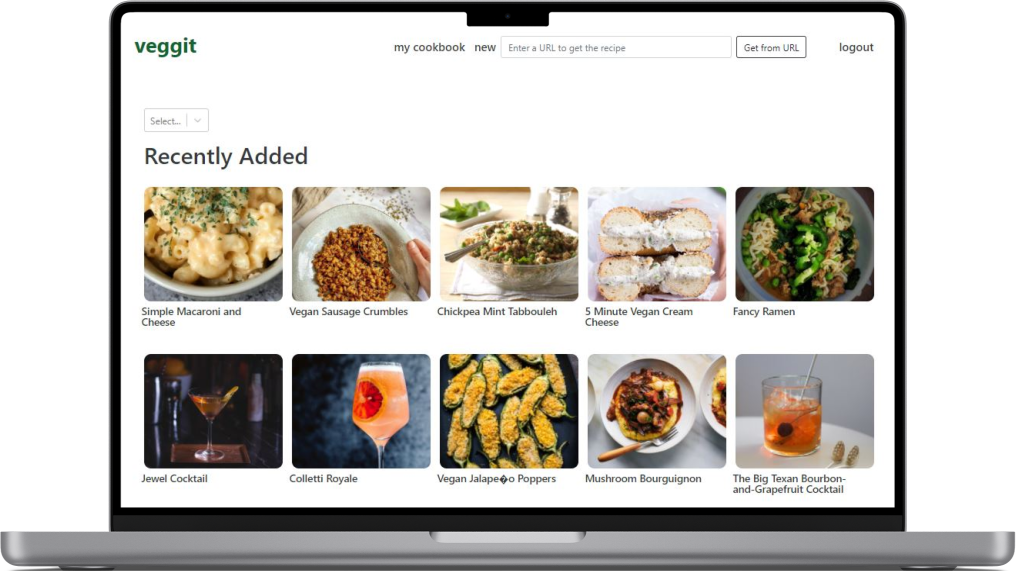 veggit
my cookbook new Enter a URL to get the recipe Get from URL logout
Select...
Recently Added
Simple Macaroni and
Cheese
Vegan Sausage Crumbles
Chickpea Mint Tabbouleh
5 Minute Vegan Cream
Cheese
Fancy Ramen
Jewel Cocktail
Colletti Royale
Vegan Jalape�o Poppers
Mushroom Bourguignon
The Big Texan Bourbon-
and-Grapefruit Cocktail